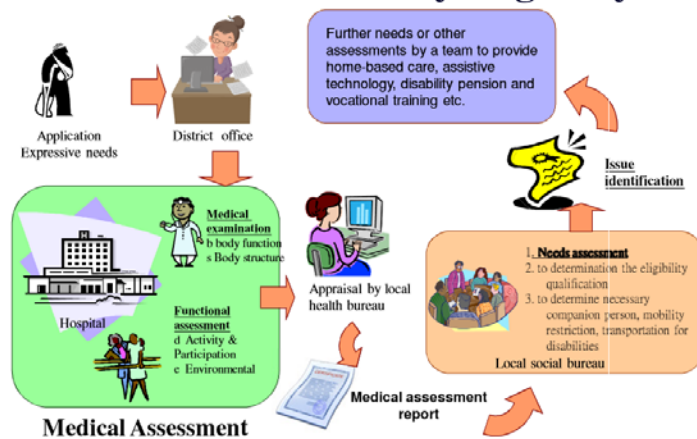 Further needs or other
assessments by a team to provide
home-based care, assistive
technology, disability pension and
vocational training etc.
Application
Expressive needs
District office
Issue
identification
Medical
examination
b body function
s Body structure
Hospital
Functional
assessment
d Activity &
Participation
e Environmental
Medical Assessment
Appraisal by local
health bureau
Medical assessment
report
1. Needs assessment
2. to determination the eligibility
qualification
3. to determine necessary
companion person, mobility
restriction, transportation for
disabilities
Local social bureau